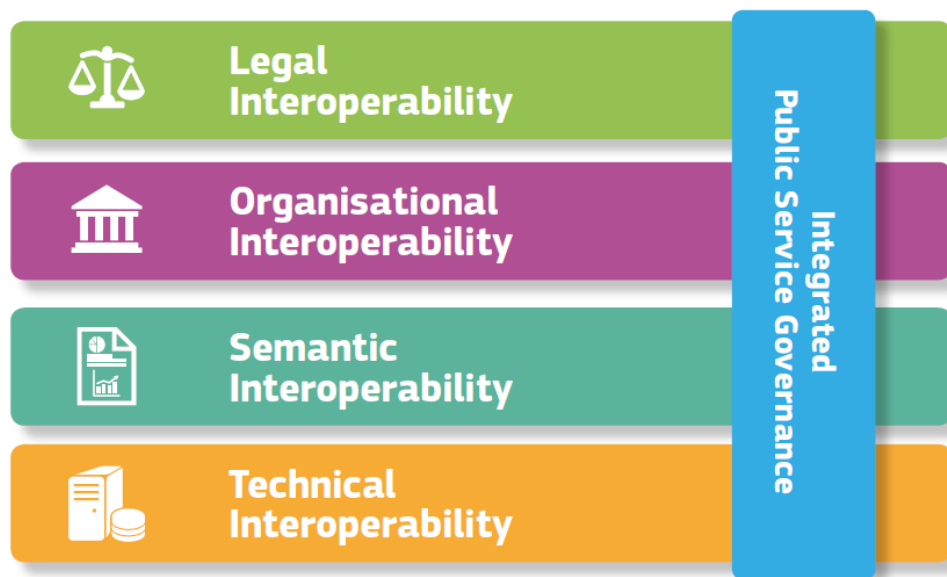 Legal
Interoperability
Organisational
Interoperability
Semantic
Interoperability
Technical
Interoperability
Integrated
Public Service Governance